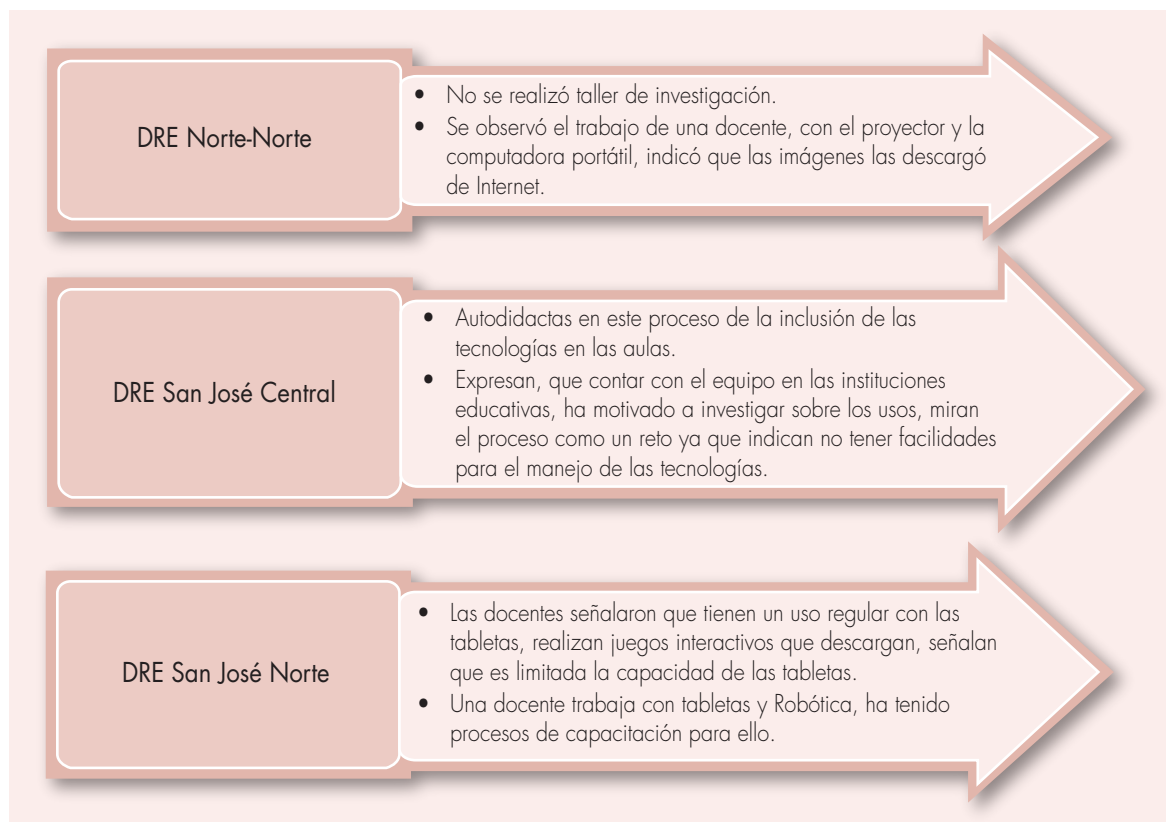 DRE Norte-Norte
• No se realizó taller de investigación.
• Se observó el trabajo de una docente, con el proyector y la
computadora portátil, indicó que las imágenes las descargó
de Internet.
DRE San José Central
• Autodidactas en este proceso de la inclusión de las
tecnologías en las aulas.
• Expresan, que contar con el equipo en las instituciones
educativas, ha motivado a investigar sobre los usos, miran
el proceso como un reto ya que indican no tener facilidades
para el manejo de las tecnologías.
DRE San José Norte
• Las docentes señalaron que tienen un uso regular con las
tabletas, realizan juegos interactivos que descargan, señalan
que es limitada la capacidad de las tabletas.
• Una docente trabaja con tabletas y Robótica, ha tenido
procesos de capacitación para ello.